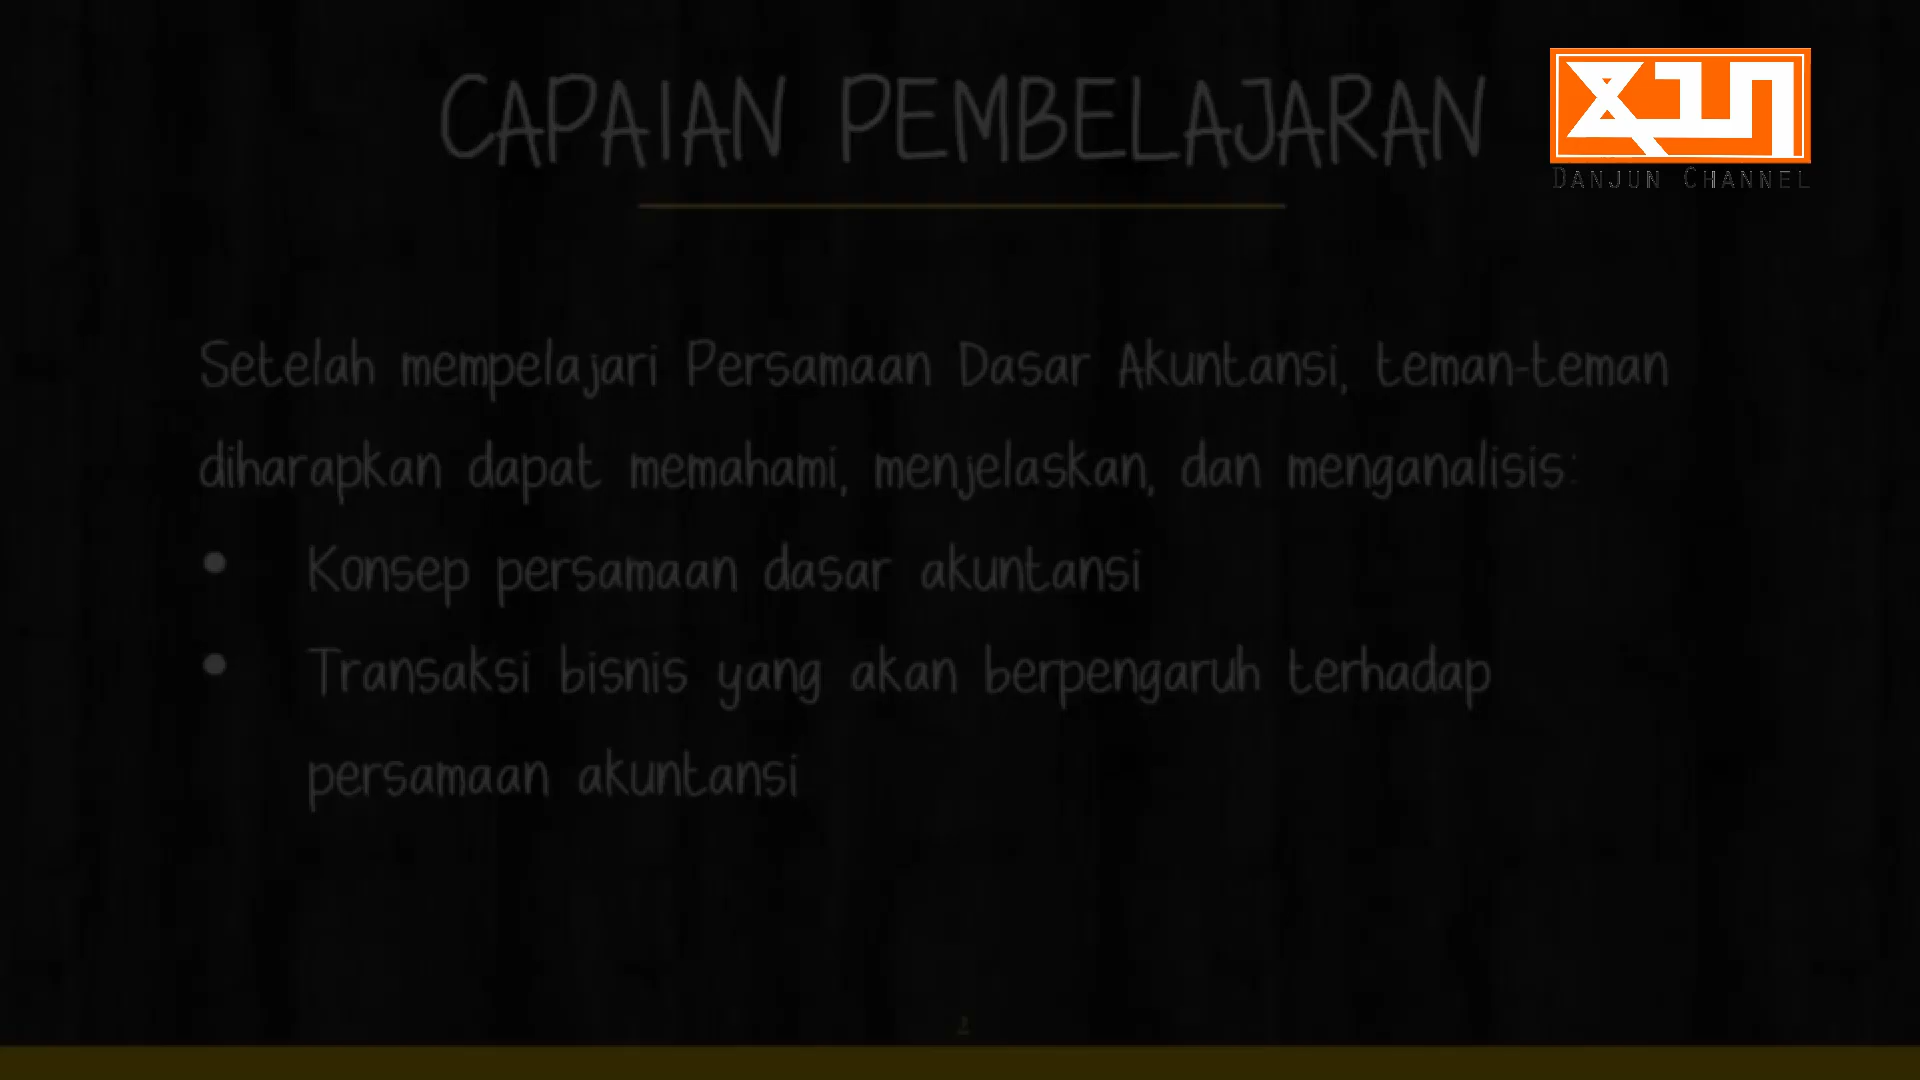 CAPAIAN PEMBELAJARAN
DANJUN CHANNEL
Setelah mempelajari Persamaan Dasar Akuntansi, teman-teman
diharapkan dapat memahami, menjelaskan, dan menganalisis:
● Konsep persamaan dasar akuntansi
● Transaksi bisnis yang akan berpengaruh terhadap
persamaan akuntansi
2